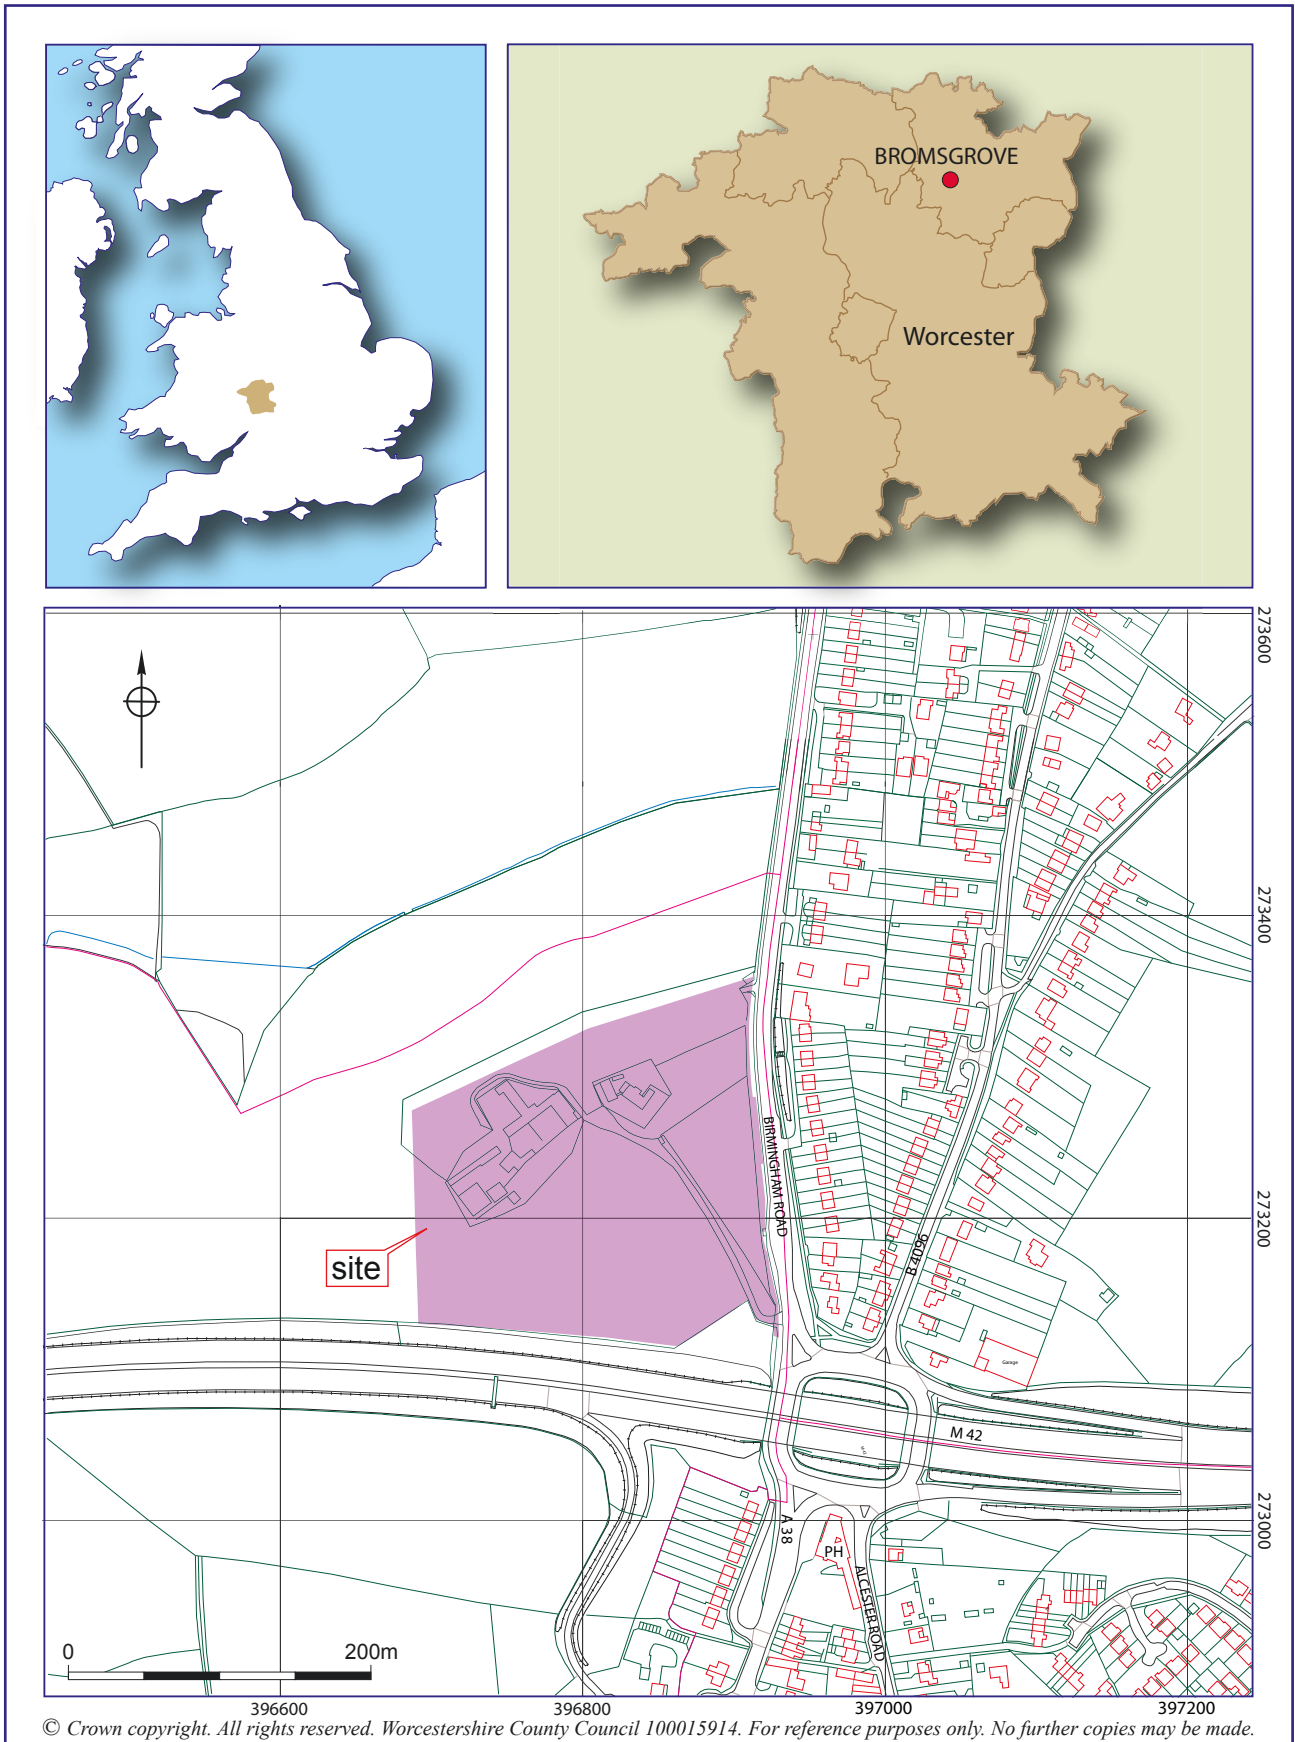 BROMSGROVE
Worcester
273600
273400
BIRMINGHAM ROAD
273200
B 4096
site
Garage
M 42
A 38
273000
PH
ALCESTER ROAD
0 200m
396600 396800 397000 397200
© Crown copyright. All rights reserved. Worcestershire County Council 100015914. For reference purposes only. No further copies may be made.